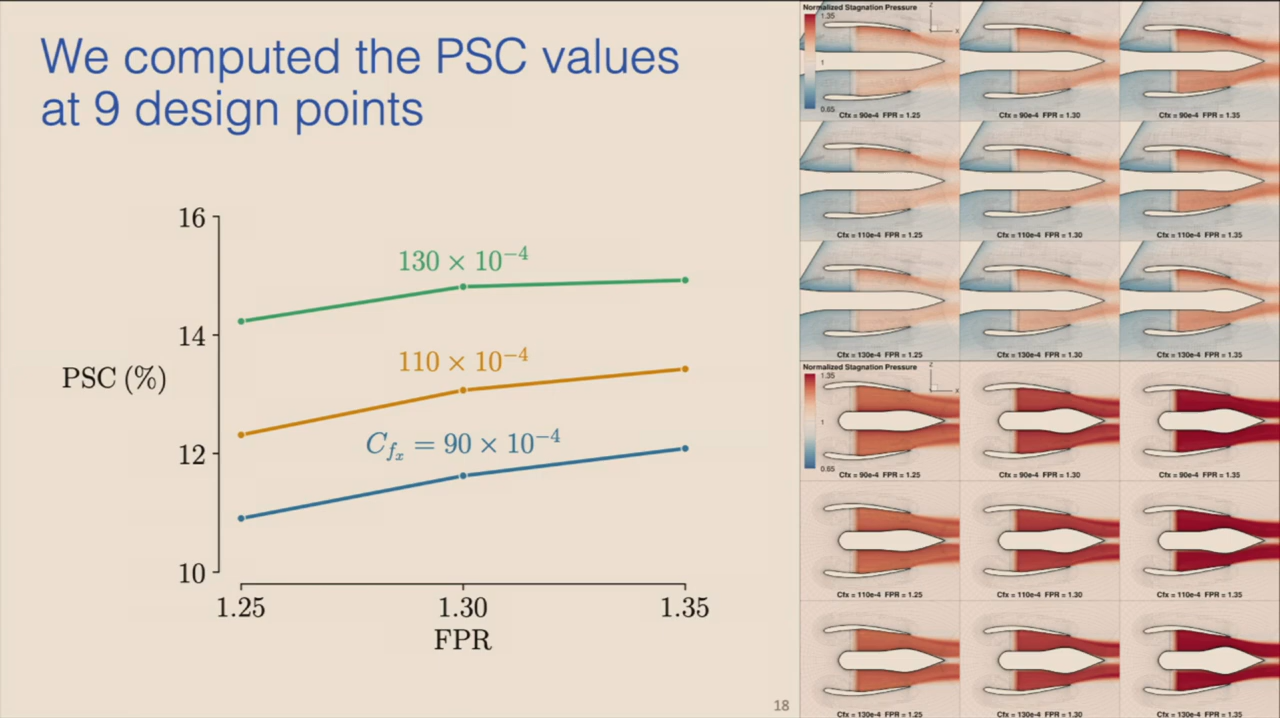 We computed the PSC values
at 9 design points
16
14
12
10
PSC (%)
130 × 10⁻⁴
110 × 10⁻⁴
C_fₓ = 90 × 10⁻⁴
1.25
1.30
1.35
FPR
18
Normalized Stagnation Pressure
1.35
1
0.65
z
x
Cfx = 90e-4 FPR = 1.25
Cfx = 90e-4 FPR = 1.30
Cfx = 90e-4 FPR = 1.35
Cfx = 110e-4 FPR = 1.25
Cfx = 110e-4 FPR = 1.30
Cfx = 110e-4 FPR = 1.35
Cfx = 130e-4 FPR = 1.25
Cfx = 130e-4 FPR = 1.30
Cfx = 130e-4 FPR = 1.35
Normalized Stagnation Pressure
1.35
1
0.65
z
x
Cfx = 90e-4 FPR = 1.25
Cfx = 90e-4 FPR = 1.30
Cfx = 90e-4 FPR = 1.35
Cfx = 110e-4 FPR = 1.25
Cfx = 110e-4 FPR = 1.30
Cfx = 110e-4 FPR = 1.35
Cfx = 130e-4 FPR = 1.25
Cfx = 130e-4 FPR = 1.30
Cfx = 130e-4 FPR = 1.35